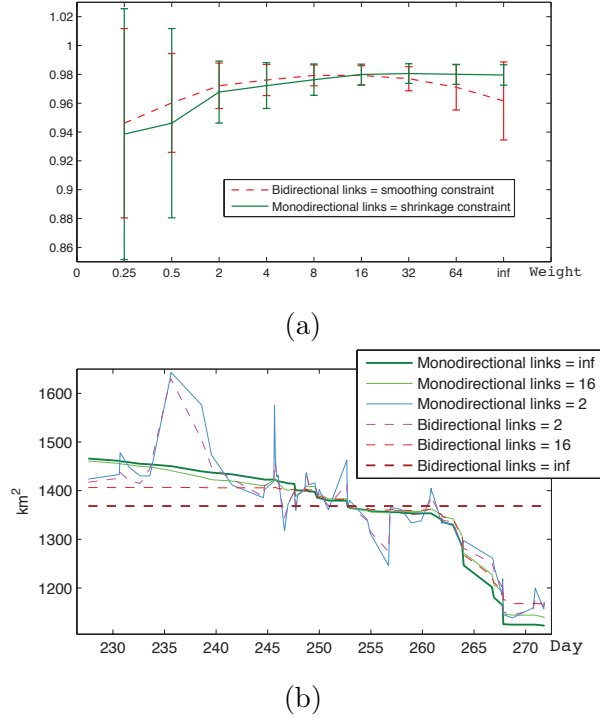 1.02
1
0.98
0.96
0.94
0.92
0.9
0.88
0.86
Bidirectional links = smoothing constraint
Monodirectional links = shrinkage constraint
0 0.25 0.5 2 4 8 16 32 64 inf Weight
(a)
Monodirectional links = inf
Monodirectional links = 16
Monodirectional links = 2
Bidirectional links = 2
Bidirectional links = 16
Bidirectional links = inf
1600
1500
1400
1300
1200
km²
230 235 240 245 250 255 260 265 270 Day
(b)